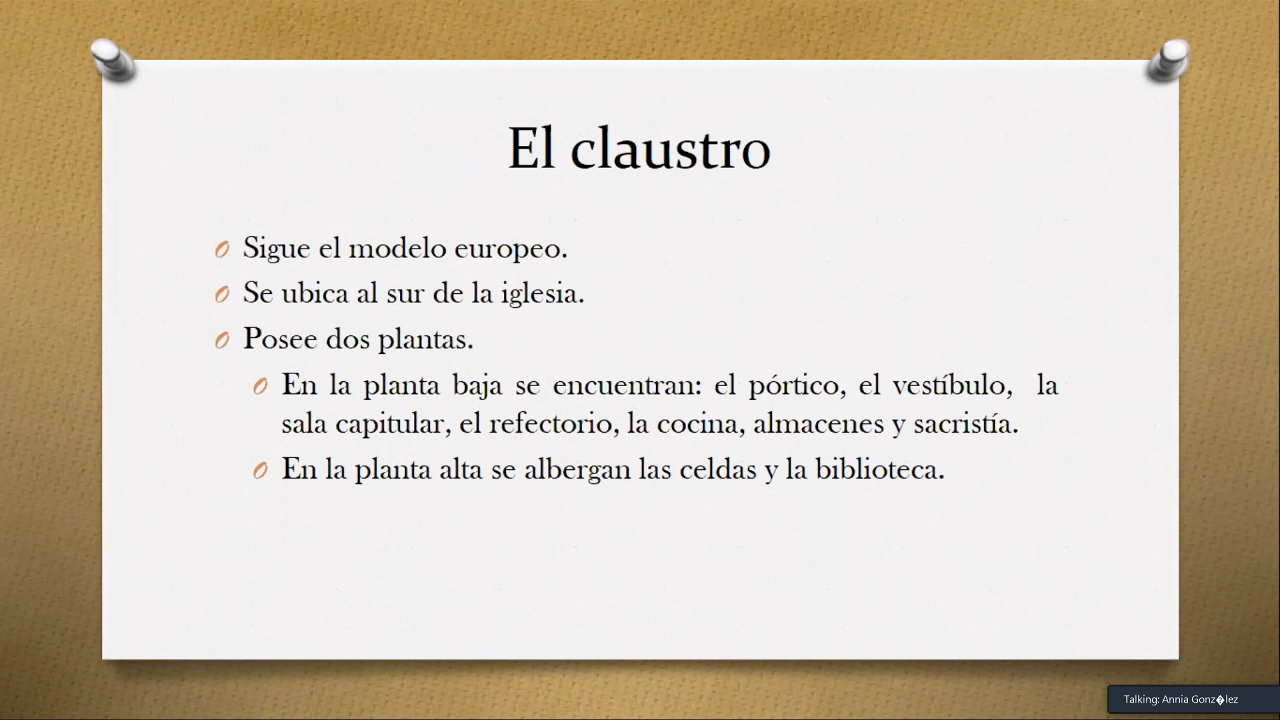 El claustro
Sigue el modelo europeo.
Se ubica al sur de la iglesia.
Posee dos plantas.
En la planta baja se encuentran: el pórtico, el vestíbulo, la
sala capitular, el refectorio, la cocina, almacenes y sacristía.
En la planta alta se albergan las celdas y la biblioteca.
Talking: Annia Gonz�lez